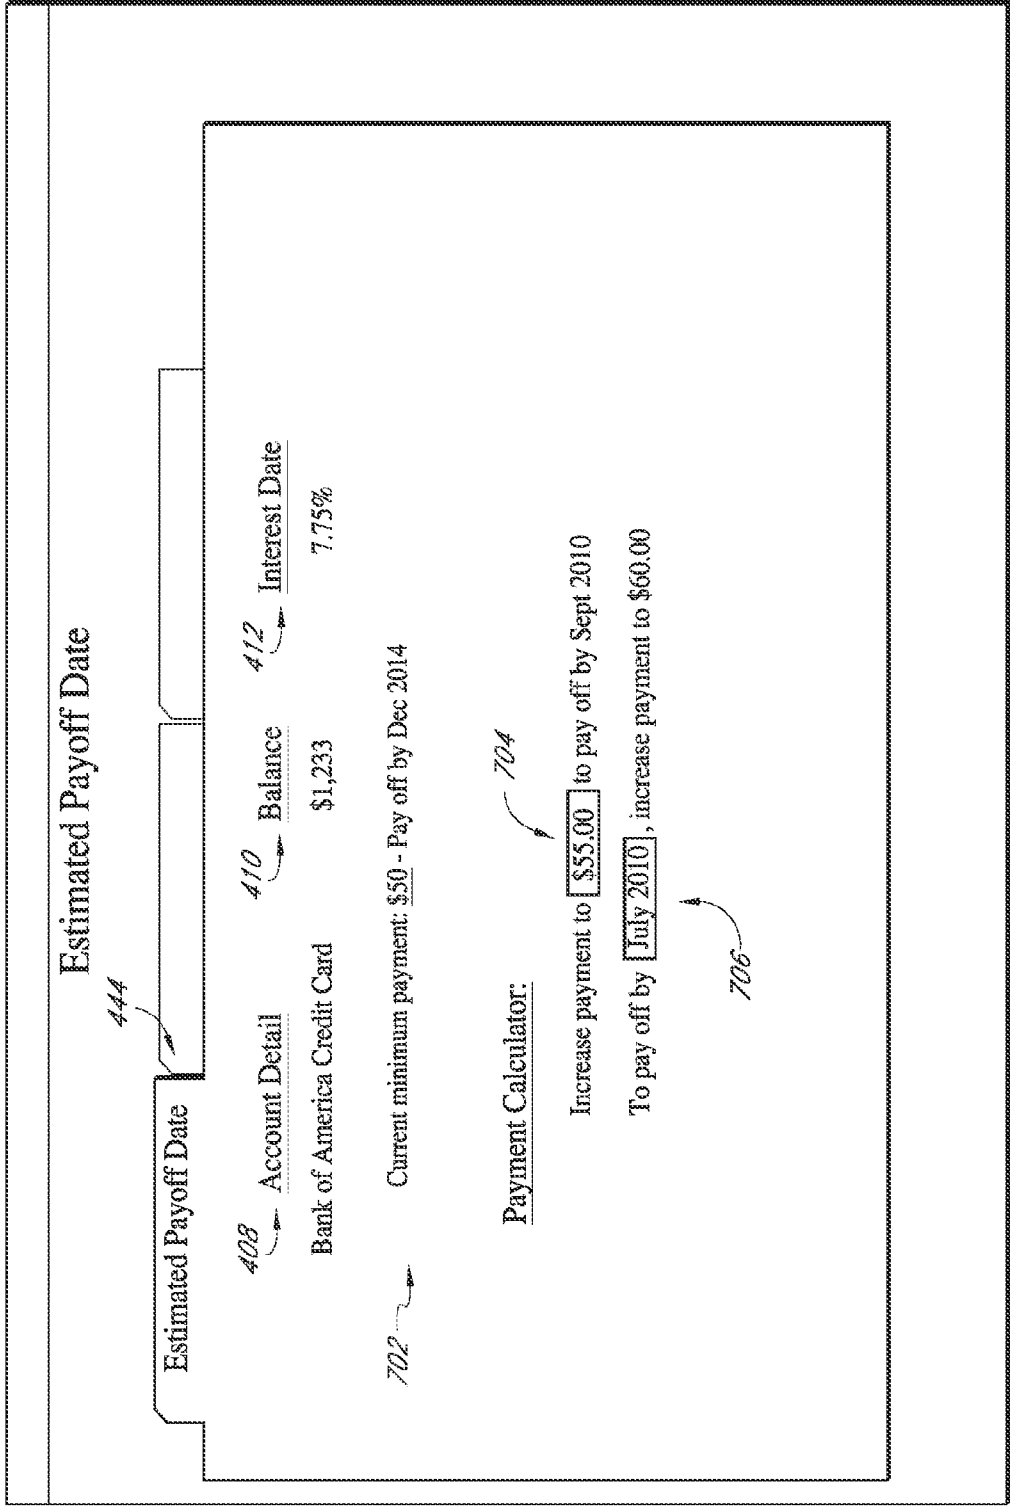 Estimated Payoff Date
444
Estimated Payoff Date
408 Account Detail 410 Balance 412 Interest Date
Bank of America Credit Card $1,233 7.75%
702 Current minimum payment: $50 - Pay off by Dec 2014
Payment Calculator: 704
Increase payment to $55.00 to pay off by Sept 2010
To pay off by July 2010, increase payment to $60.00
706